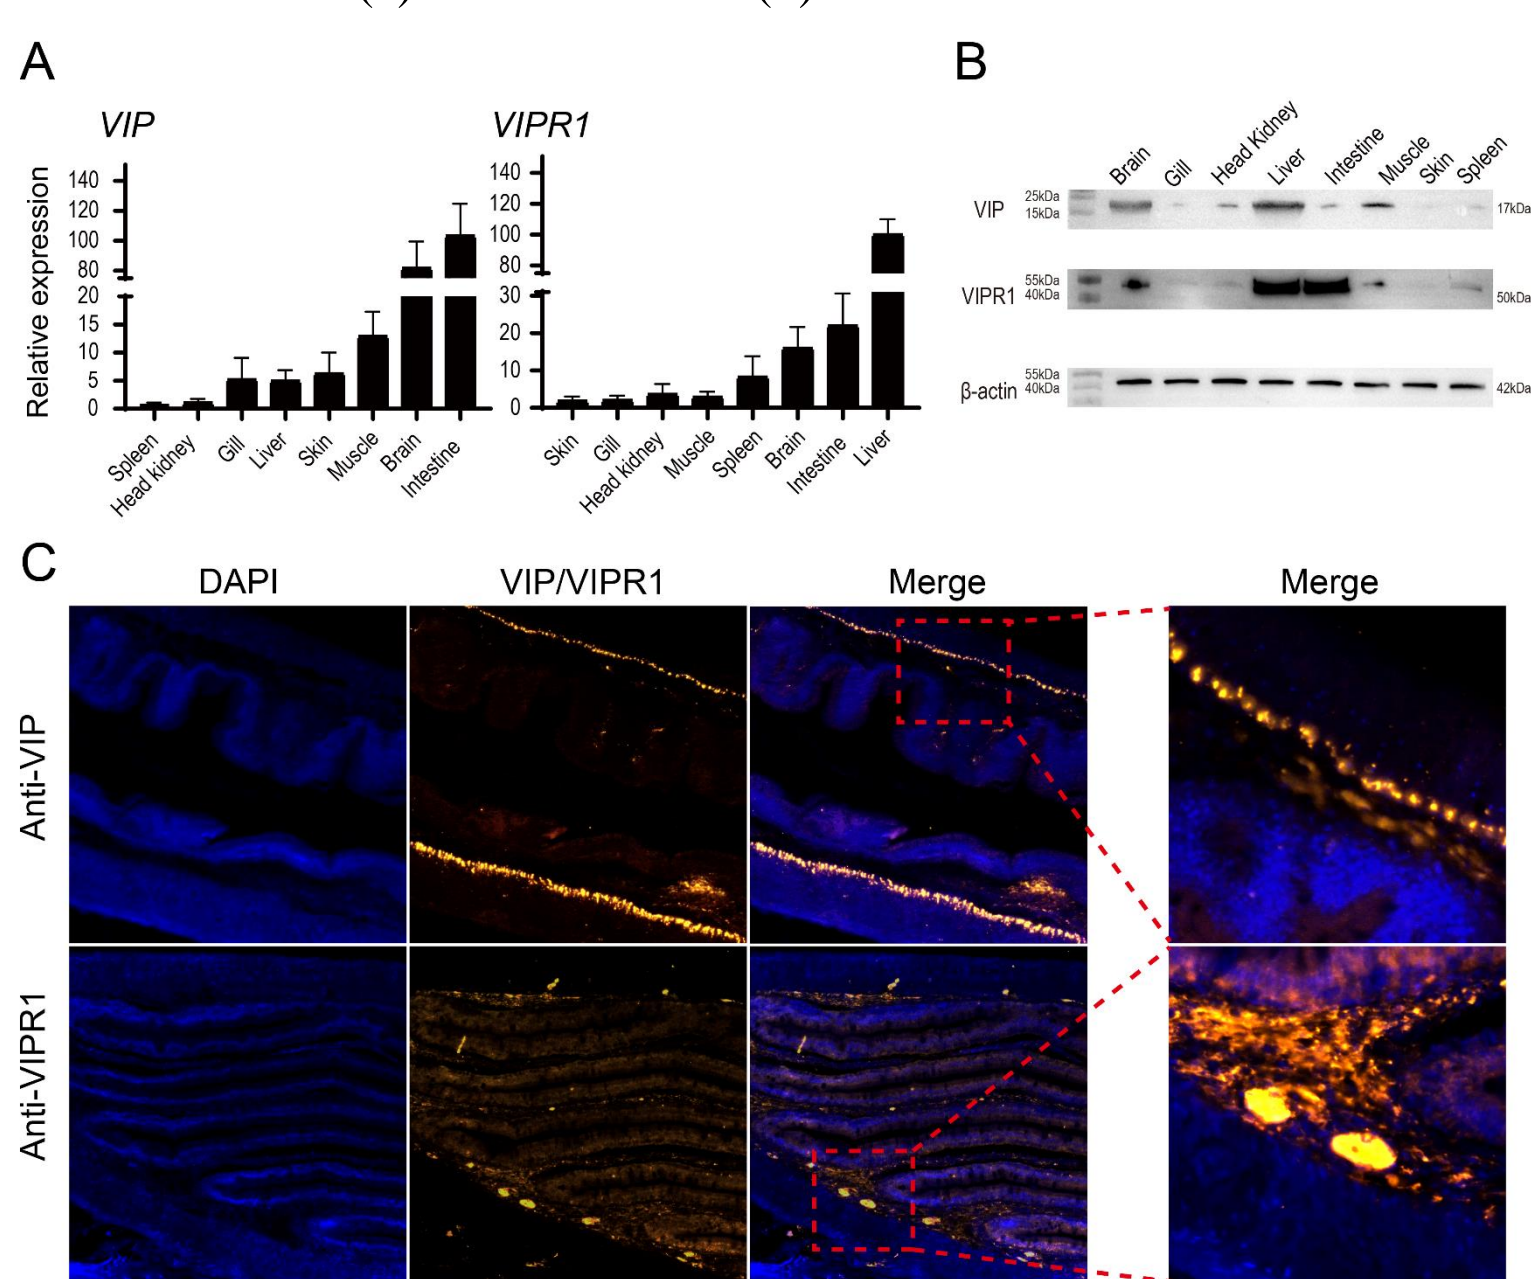 A
VIP
Relative expression
140
120
100
80
20
15
10
5
0
Spleen
Head kidney
Gill
Liver
Skin
Muscle
Brain
Intestine
VIPR1
140
120
100
80
30
20
10
0
Skin
Gill
Head kidney
Muscle
Spleen
Brain
Intestine
Liver
B
Brain
Gill
Head Kidney
Liver
Intestine
Muscle
Skin
Spleen
VIP
25kDa
15kDa
17kDa
VIPR1
55kDa
40kDa
50kDa
β-actin
55kDa
40kDa
42kDa
C
DAPI
VIP/VIPR1
Merge
Merge
Anti-VIP
Anti-VIPR1